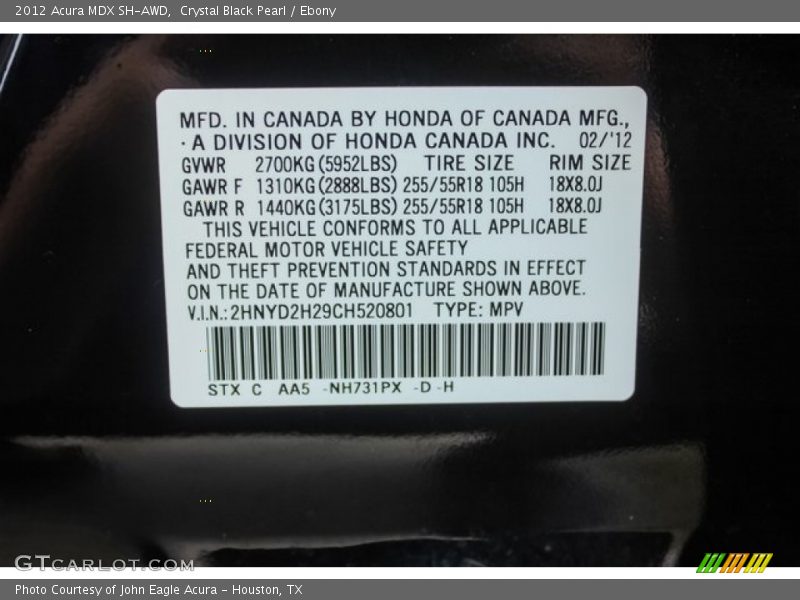 2012 Acura MDX SH-AWD,  Crystal Black Pearl / Ebony
MFD. IN CANADA BY HONDA OF CANADA MFG.,
· A DIVISION OF HONDA CANADA INC. 02/'12
GVWR 2700KG(5952LBS) TIRE SIZE RIM SIZE
GAWR F 1310KG(2888LBS) 255/55R18 105H 18X8.0J
GAWR R 1440KG(3175LBS) 255/55R18 105H 18X8.0J
THIS VEHICLE CONFORMS TO ALL APPLICABLE
FEDERAL MOTOR VEHICLE SAFETY
AND THEFT PREVENTION STANDARDS IN EFFECT
ON THE DATE OF MANUFACTURE SHOWN ABOVE.
V.I.N.: 2HNYD2H29CH520801 TYPE: MPV
STX C AA5 -NH731PX -D -H
GTCARLOT.COM
Photo Courtesy of John Eagle Acura - Houston, TX